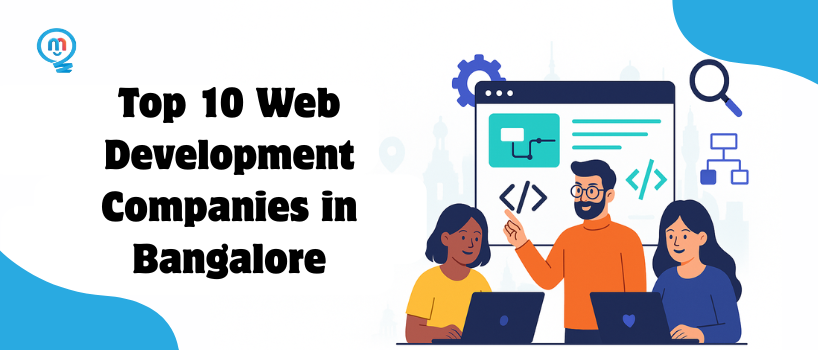 m
Top 10 Web
Development
Companies in
Bangalore
</>
</>